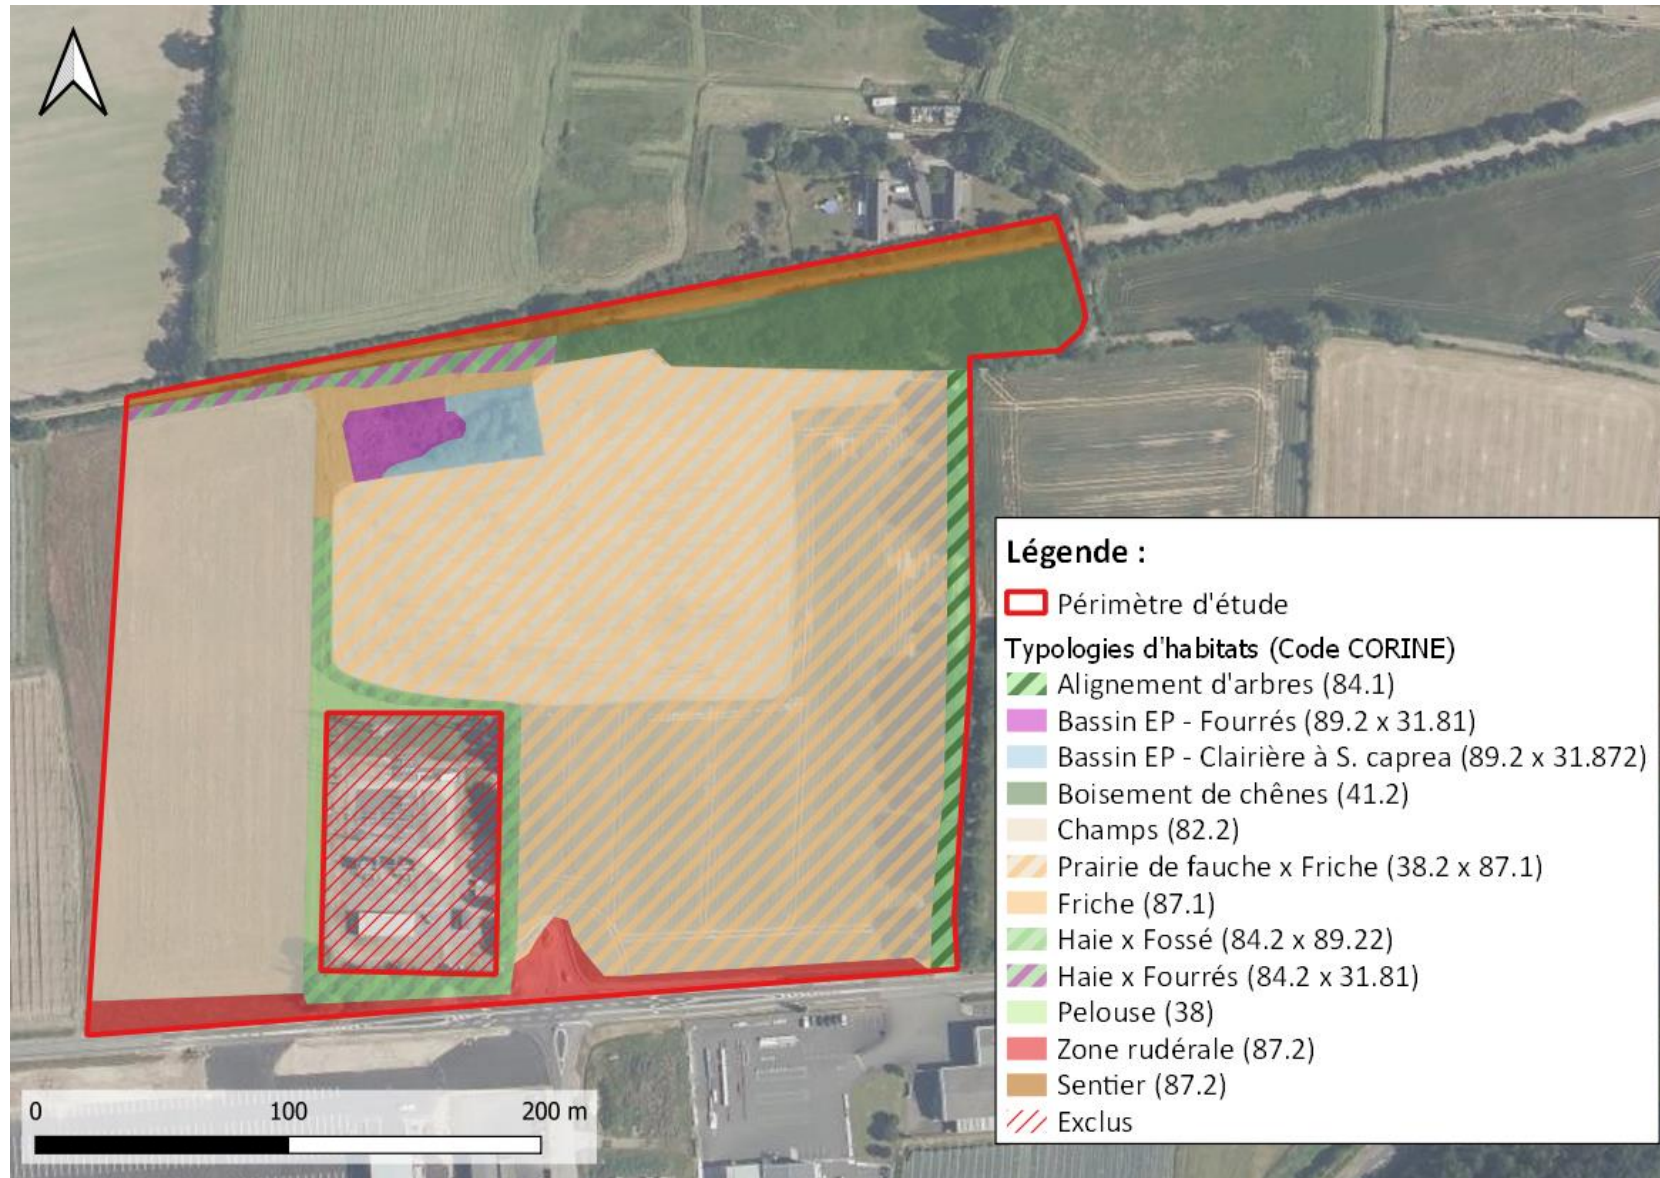 Légende :
Périmètre d'étude
Typologies d'habitats (Code CORINE)
Alignement d'arbres (84.1)
Bassin EP - Fourrés (89.2 x 31.81)
Bassin EP - Clairière à S. caprea (89.2 x 31.872)
Boisement de chênes (41.2)
Champs (82.2)
Prairie de fauche x Friche (38.2 x 87.1)
Friche (87.1)
Haie x Fossé (84.2 x 89.22)
Haie x Fourrés (84.2 x 31.81)
Pelouse (38)
Zone rudérale (87.2)
Sentier (87.2)
Exclus
0 100 200 m